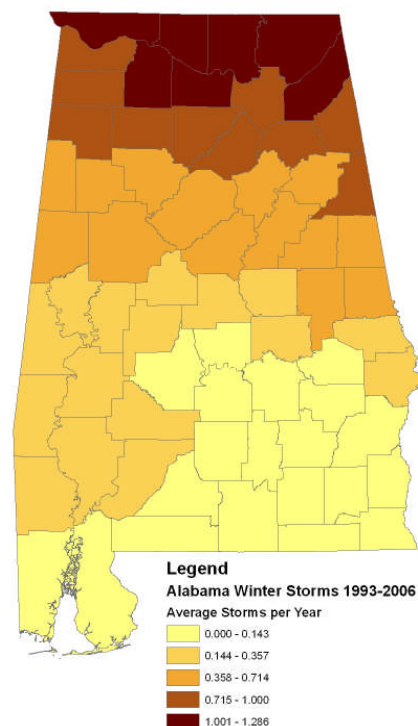 Legend
Alabama Winter Storms 1993-2006
Average Storms per Year
0.000 - 0.143
0.144 - 0.357
0.358 - 0.714
0.715 - 1.000
1.001 - 1.286